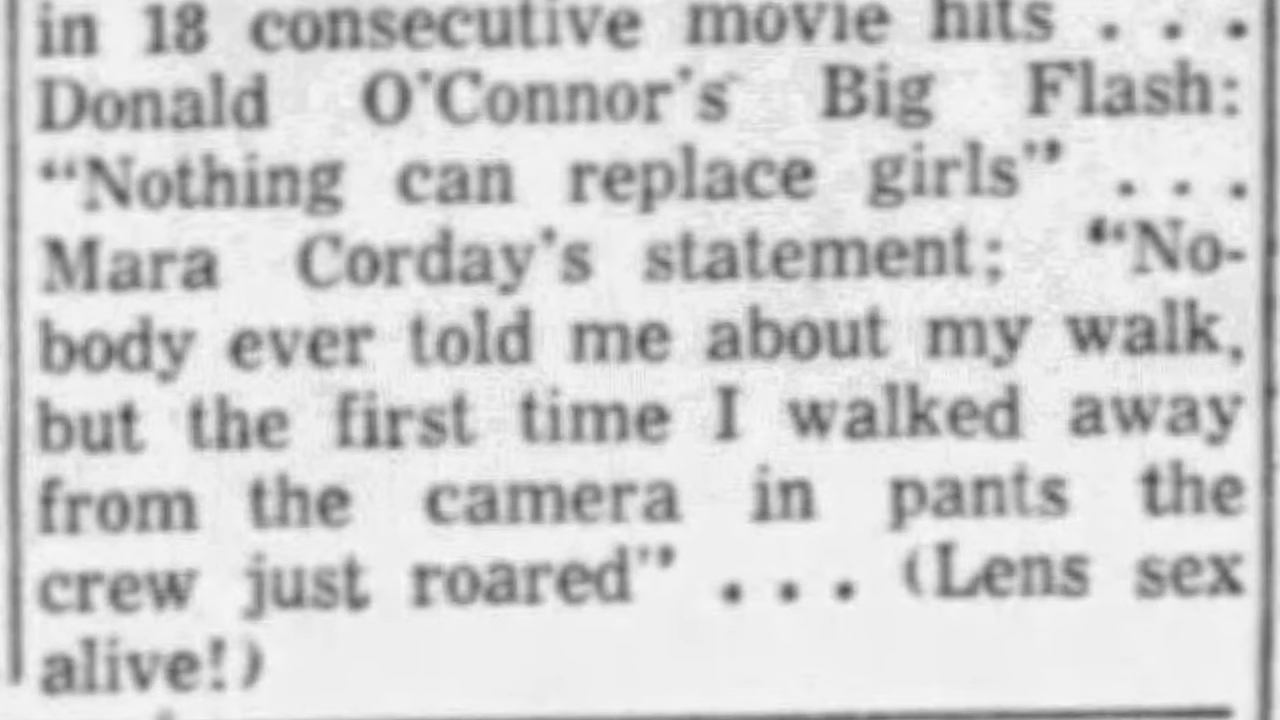 in 18 consecutive movie hits . . .
Donald O'Connor's Big Flash:
"Nothing can replace girls" . . .
Mara Corday's statement; "No-
body ever told me about my walk,
but the first time I walked away
from the camera in pants the
crew just roared" . . . (Lens sex
alive!)